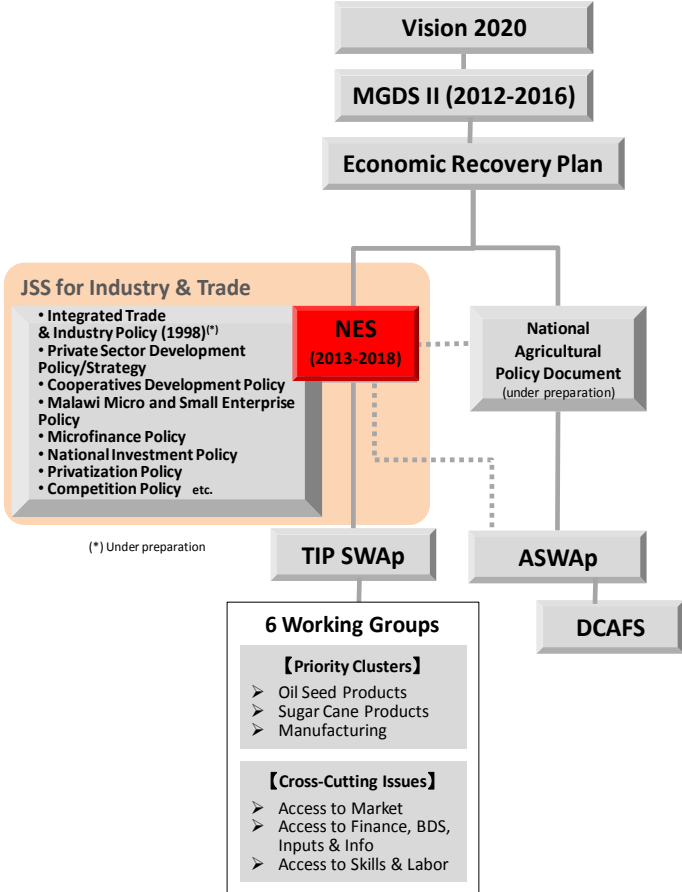 Vision 2020
MGDS II (2012-2016)
Economic Recovery Plan
JSS for Industry & Trade
• Integrated Trade
& Industry Policy (1998)(*)
• Private Sector Development
Policy/Strategy
• Cooperatives Development Policy
• Malawi Micro and Small Enterprise
Policy
• Microfinance Policy
• National Investment Policy
• Privatization Policy
• Competition Policy etc.
NES
(2013-2018)
National
Agricultural
Policy Document
(under preparation)
(*) Under preparation
TIP SWAp
ASWAp
DCAFS
6 Working Groups
【Priority Clusters】
➢ Oil Seed Products
➢ Sugar Cane Products
➢ Manufacturing
【Cross-Cutting Issues】
➢ Access to Market
➢ Access to Finance, BDS,
Inputs & Info
➢ Access to Skills & Labor